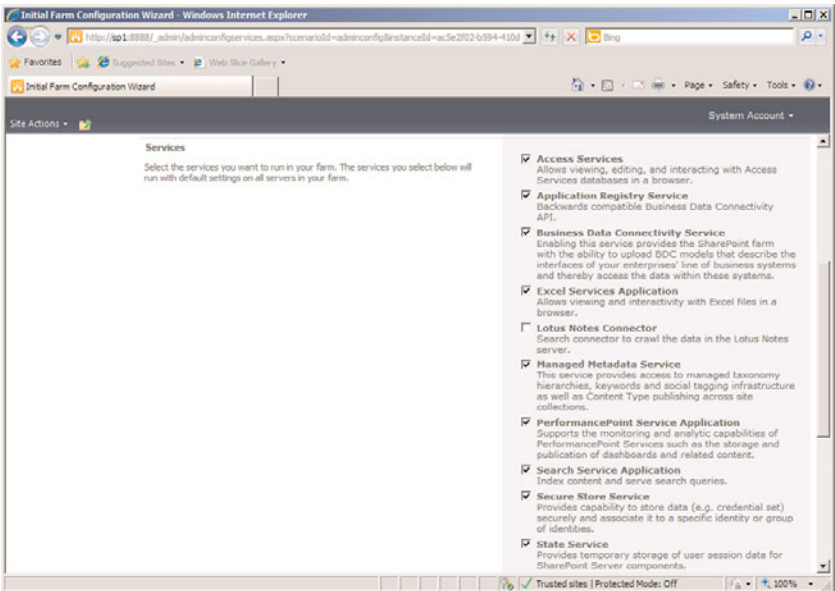 Initial Farm Configuration Wizard - Windows Internet Explorer
http://sp1:8888/_admin/adminconfigservices.aspx?scenarioId=adminconfig&instanceId=ac5e2f02-b594-410d
Bing
Favorites
Suggested Sites
Web Slice Gallery
Initial Farm Configuration Wizard
Page
Safety
Tools
Site Actions
System Account
Services
Select the services you want to run in your farm. The services you select below will
run with default settings on all servers in your farm.
Access Services
Allows viewing, editing, and interacting with Access
Services databases in a browser.
Application Registry Service
Backwards compatible Business Data Connectivity
API.
Business Data Connectivity Service
Enabling this service provides the SharePoint farm
with the ability to upload BDC models that describe the
interfaces of your enterprises' line of business systems
and thereby access the data within these systems.
Excel Services Application
Allows viewing and interactivity with Excel files in a
browser.
Lotus Notes Connector
Search connector to crawl the data in the Lotus Notes
server.
Managed Metadata Service
This service provides access to managed taxonomy
hierarchies, keywords and social tagging infrastructure
as well as Content Type publishing across site
collections.
PerformancePoint Service Application
Supports the monitoring and analytic capabilities of
PerformancePoint Services such as the storage and
publication of dashboards and related content.
Search Service Application
Index content and serve search queries.
Secure Store Service
Provides capability to store data (e.g. credential set)
securely and associate it to a specific identity or group
of identities.
State Service
Provides temporary storage of user session data for
SharePoint Server components.
Trusted sites | Protected Mode: Off
100%